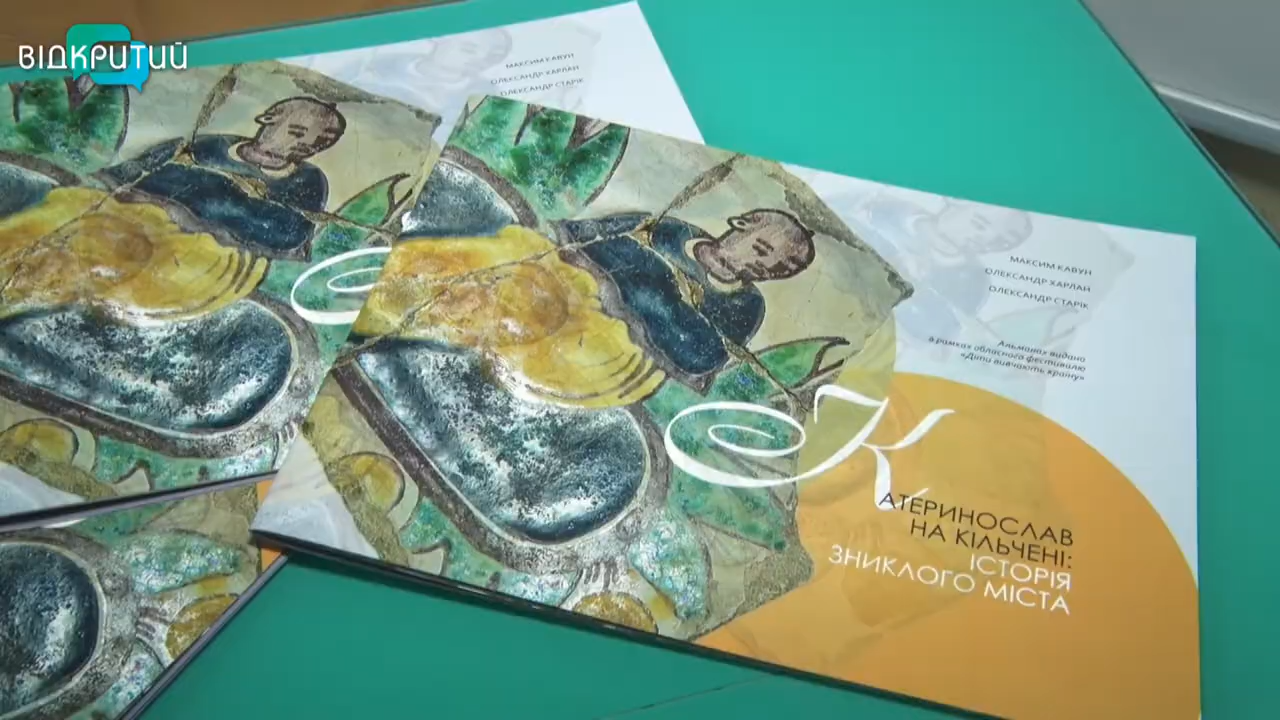 ВІДКРИТИЙ
МАКСИМ КАВУН
ОЛЕКСАНДР ХАРЛАН
ОЛЕКСАНДР СТАРІК
МАКСИМ КАВУН
ОЛЕКСАНДР ХАРЛАН
ОЛЕКСАНДР СТАРІК
Альманах видано
в рамках обласного фестивалю
«Діти вивчають країну»
КАТЕРИНОСЛАВ
НА КІЛЬЧЕНІ:
ІСТОРІЯ
ЗНИКЛОГО МІСТА